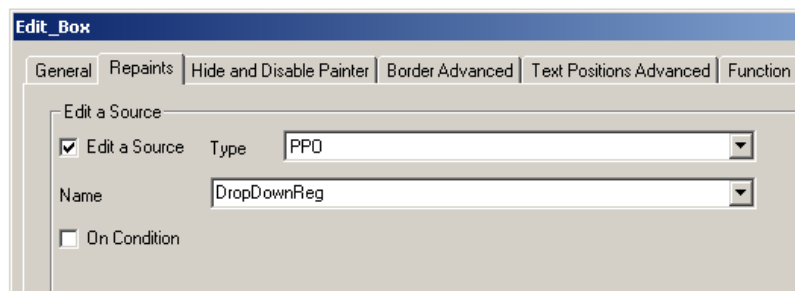 Edit_Box
General Repaints Hide and Disable Painter Border Advanced Text Positions Advanced Function
Edit a Source
Edit a Source Type PPO
Name DropDownReg
On Condition